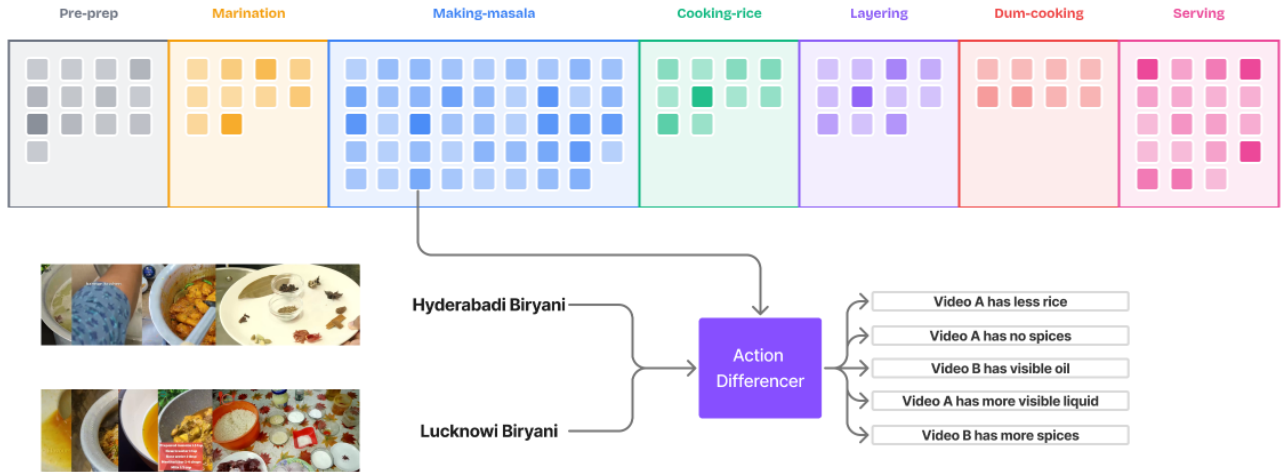 Pre-prep
Marination
Making-masala
Cooking-rice
Layering
Dum-cooking
Serving
Hyderabadi Biryani
Lucknowi Biryani
Action
Differencer
Video A has less rice
Video A has no spices
Video B has visible oil
Video A has more visible liquid
Video B has more spices